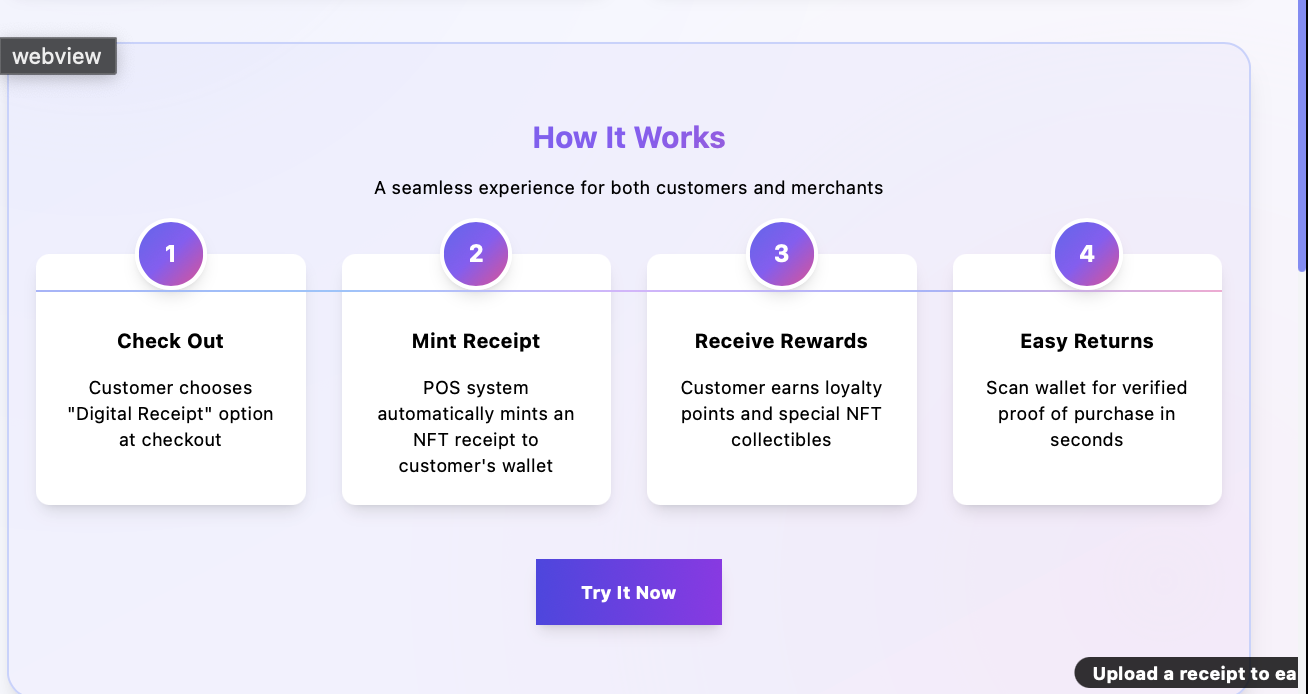 webview
How It Works
A seamless experience for both customers and merchants
1
2
3
4
Check Out
Customer chooses
"Digital Receipt" option
at checkout
Mint Receipt
POS system
automatically mints an
NFT receipt to
customer's wallet
Receive Rewards
Customer earns loyalty
points and special NFT
collectibles
Easy Returns
Scan wallet for verified
proof of purchase in
seconds
Try It Now
Upload a receipt to ea